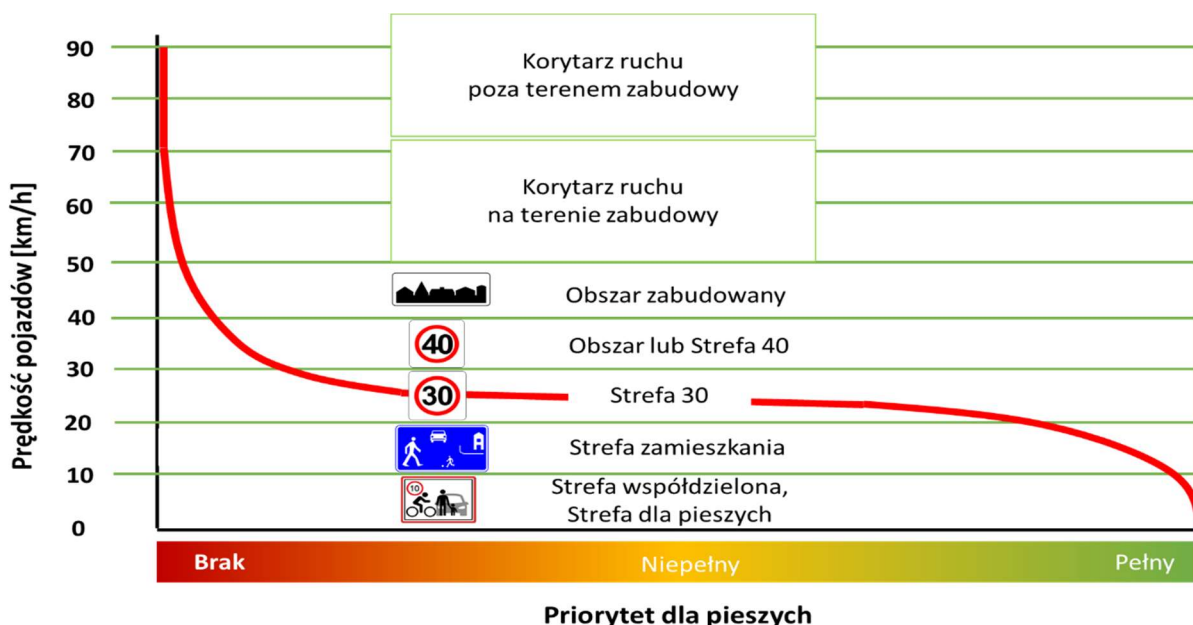 90
80
70
60
50
40
30
20
10
0
Prędkość pojazdów [km/h]
Korytarz ruchu
poza terenem zabudowy
Korytarz ruchu
na terenie zabudowy
Obszar zabudowany
40
Obszar lub Strefa 40
30
Strefa 30
Strefa zamieszkania
10
Strefa współdzielona,
Strefa dla pieszych
Brak
Niepełny
Pełny
Priorytet dla pieszych